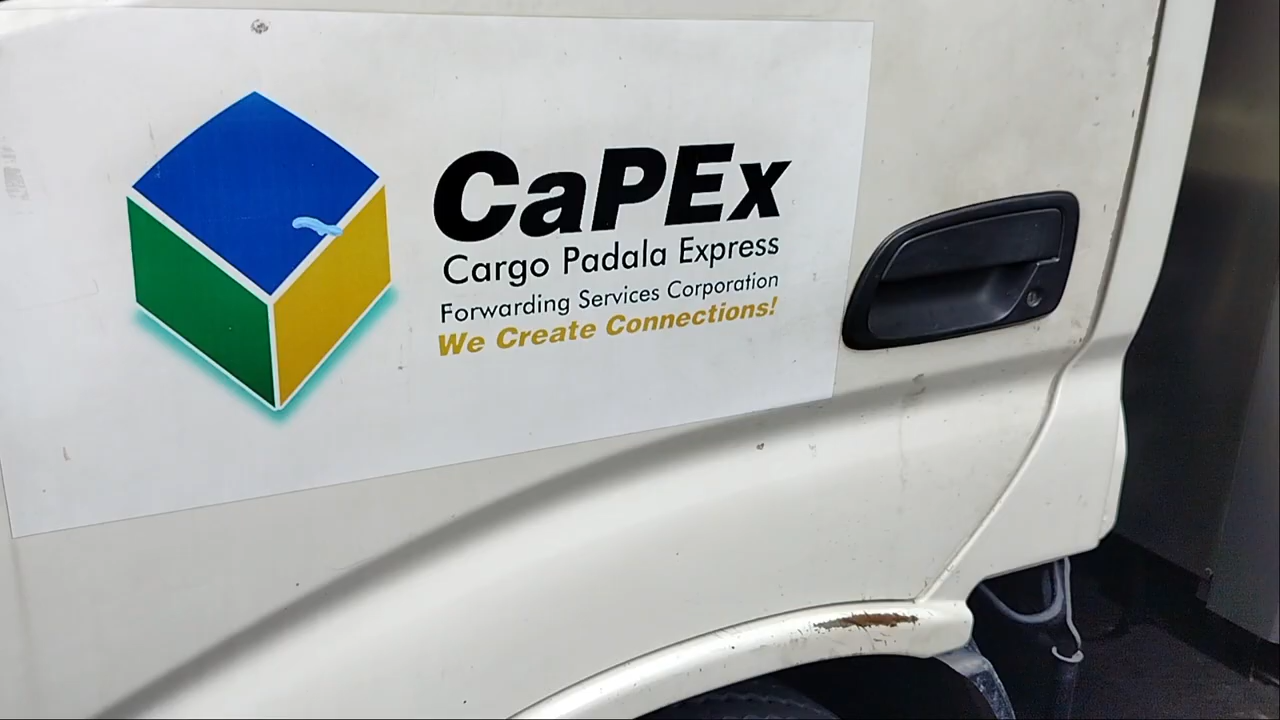 CaPEx
Cargo Padala Express
Forwarding Services Corporation
We Create Connections!